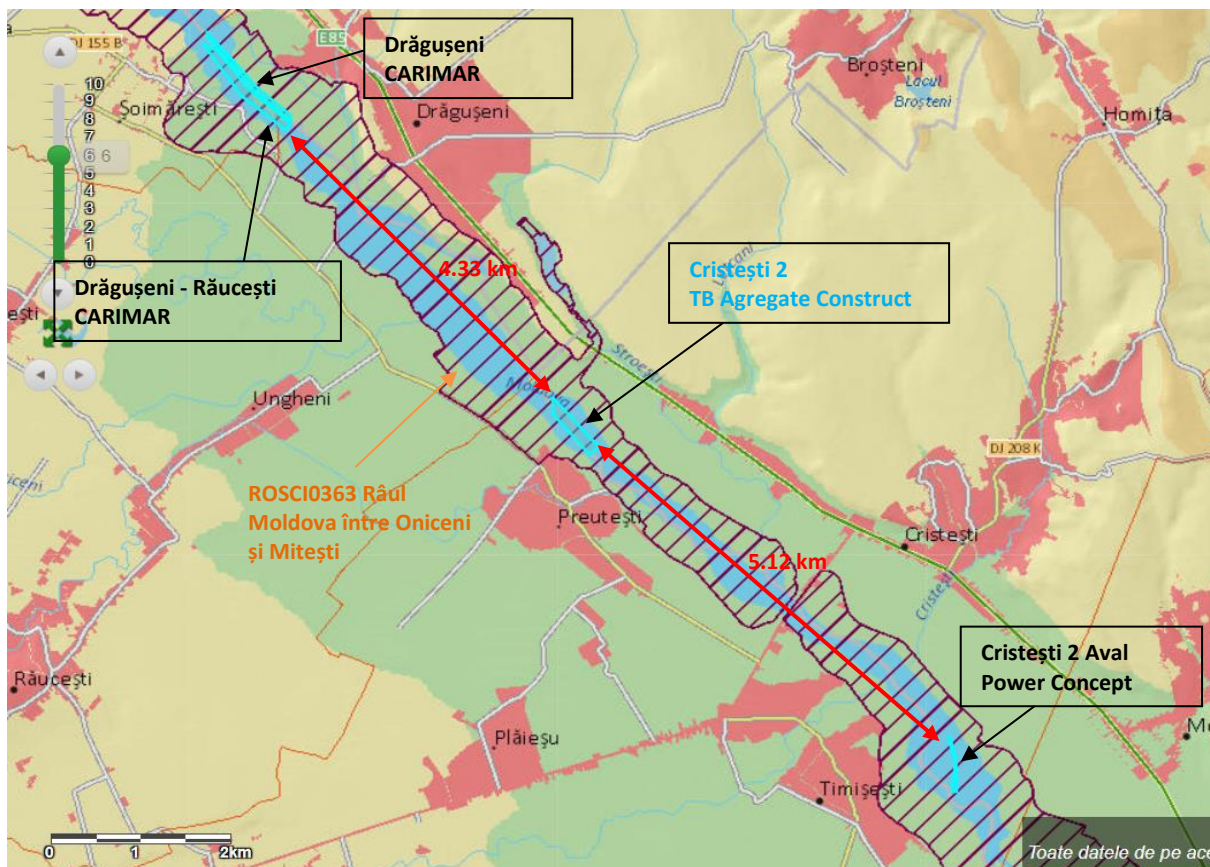 DJ 155 B
E85
Drăgușeni
CARIMAR
Broșteni
Lacul
Broșteni
Homița
Șoimărești
Drăgușeni
10
9
8
7
6
6
5
4
3
2
1
0
Drăgușeni - Răucești
CARIMAR
4.33 km
Cristești 2
TB Agregate Construct
Stroești
Moldova
Ungheni
DJ 208 K
ROSCI0363 Râul
Moldova între Oniceni
și Mitești
Preutești
Cristești
5.12 km
Cristești
Cristești 2 Aval
Power Concept
Răucești
Plăieșu
Timișești
0 1 2km
Toate datele de pe ace